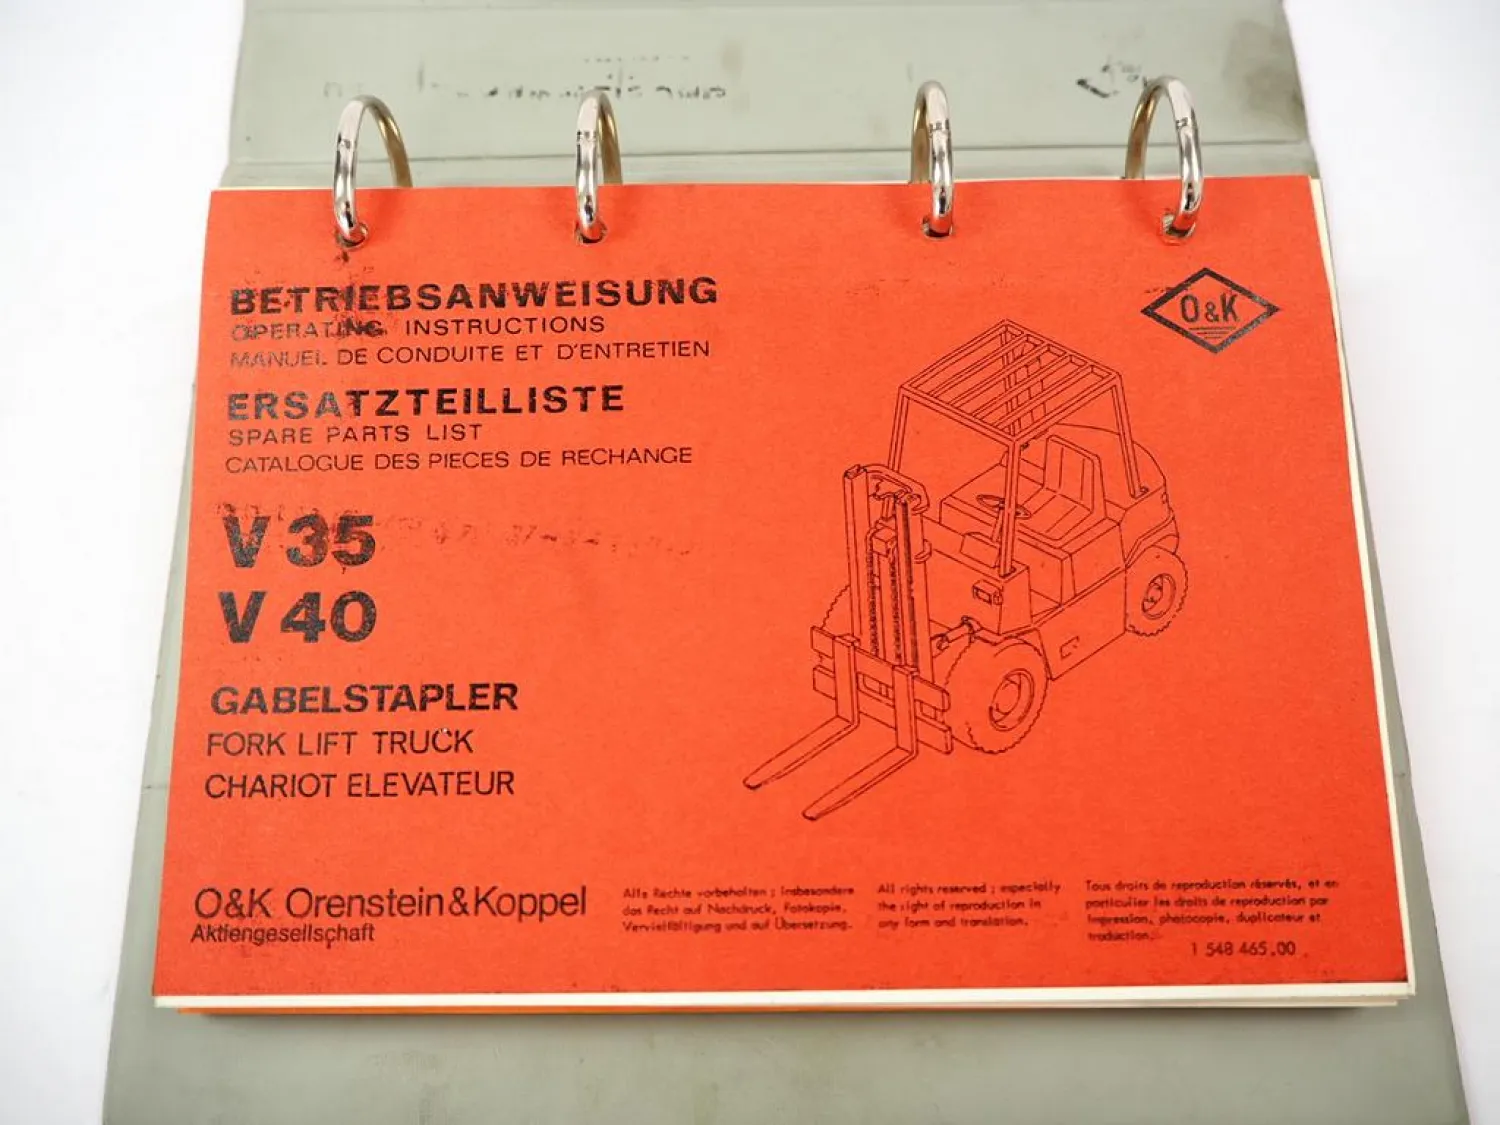 BETRIEBSANWEISUNG
OPERATING INSTRUCTIONS
MANUEL DE CONDUITE ET D'ENTRETIEN
ERSATZTEILLISTE
SPARE PARTS LIST
CATALOGUE DES PIECES DE RECHANGE
V 35
V 40
GABELSTAPLER
FORK LIFT TRUCK
CHARIOT ELEVATEUR
O&K
O&K Orenstein&Koppel
Aktiengesellschaft
Alle Rechte vorbehalten ; insbesondere
das Recht auf Nachdruck, Fotokopie,
Vervielfältigung und auf Übersetzung.
All rights reserved ; especially
the right of reproduction in
any form and translation.
Tous droits de reproduction réservés, et en
particulier les droits de reproduction par
impression, photocopie, duplicateur et
traduction.
1 548 465.00